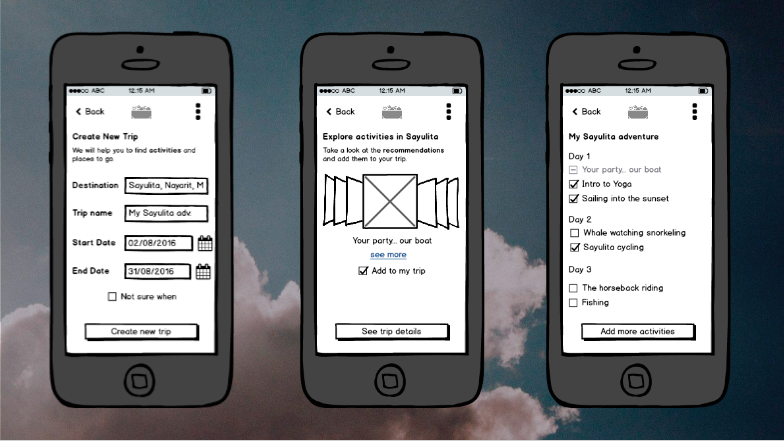 ABC 12:15 AM
Back
Create New Trip
We will help you to find activities and
places to go.
Destination Sayulita, Nayarit, M
Trip name My Sayulita adv.
Start Date 02/08/2016
End Date 31/08/2016
Not sure when
Create new trip
ABC 12:15 AM
Back
Explore activities in Sayulita
Take a look at the recommendations
and add them to your trip.
Your party.. our boat
see more
Add to my trip
See trip details
ABC 12:15 AM
Back
My Sayulita adventure
Day 1
Your party.. our boat
Intro to Yoga
Sailing into the sunset
Day 2
Whale watching snorkeling
Sayulita cycling
Day 3
The horseback riding
Fishing
Add more activities